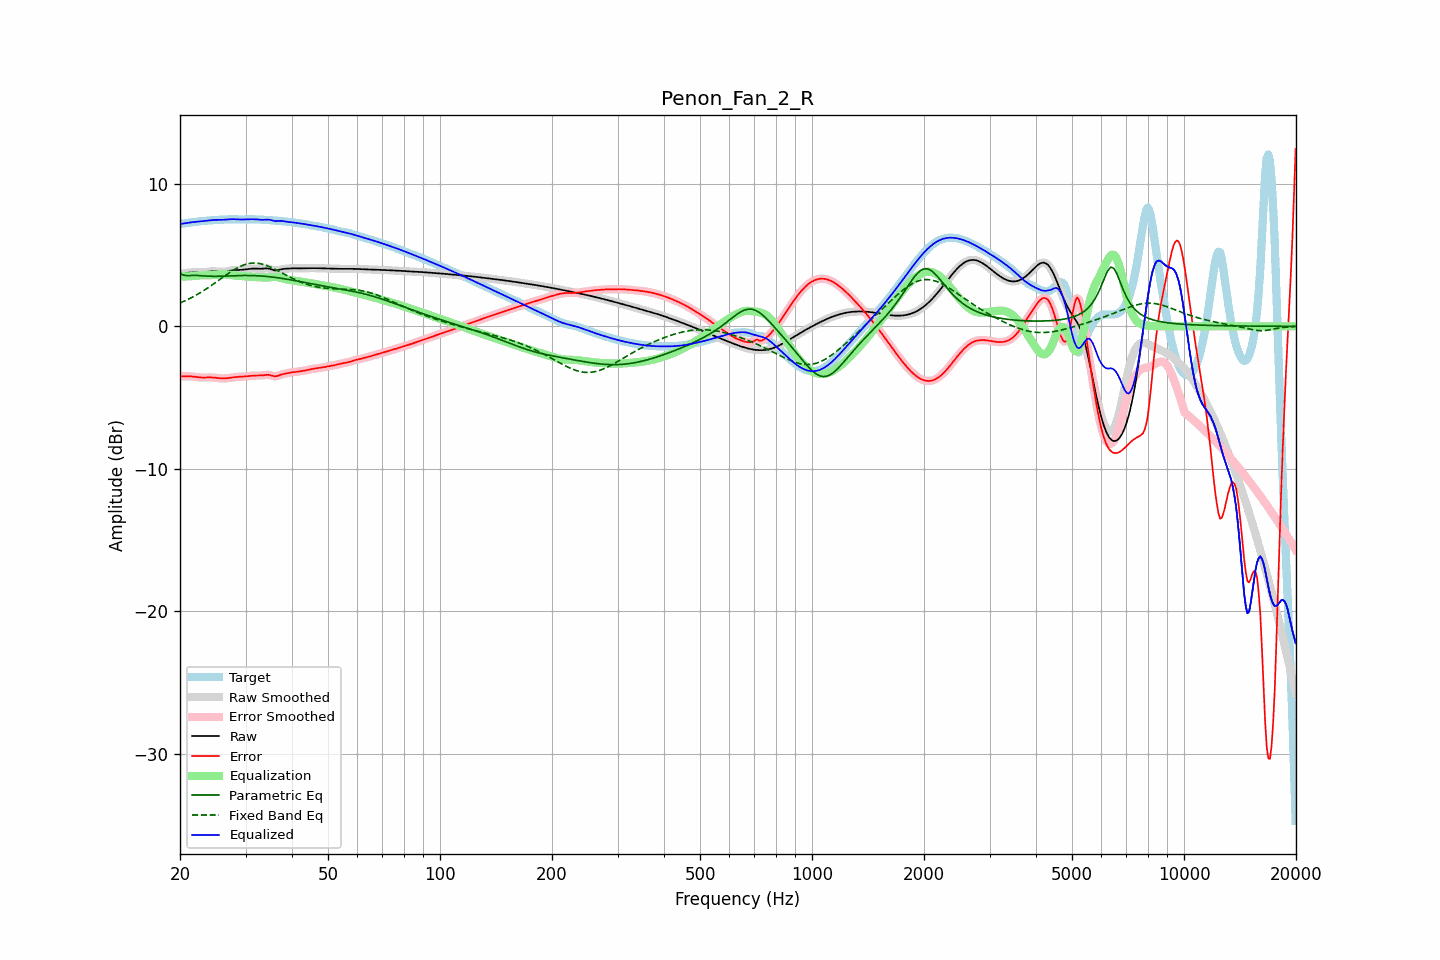 Penon_Fan_2_R
Amplitude (dBr)
10
0
−10
−20
−30
Target
Raw Smoothed
Error Smoothed
Raw
Error
Equalization
Parametric Eq
Fixed Band Eq
Equalized
20 50 100 200 500 1000 2000 5000 10000 20000
Frequency (Hz)